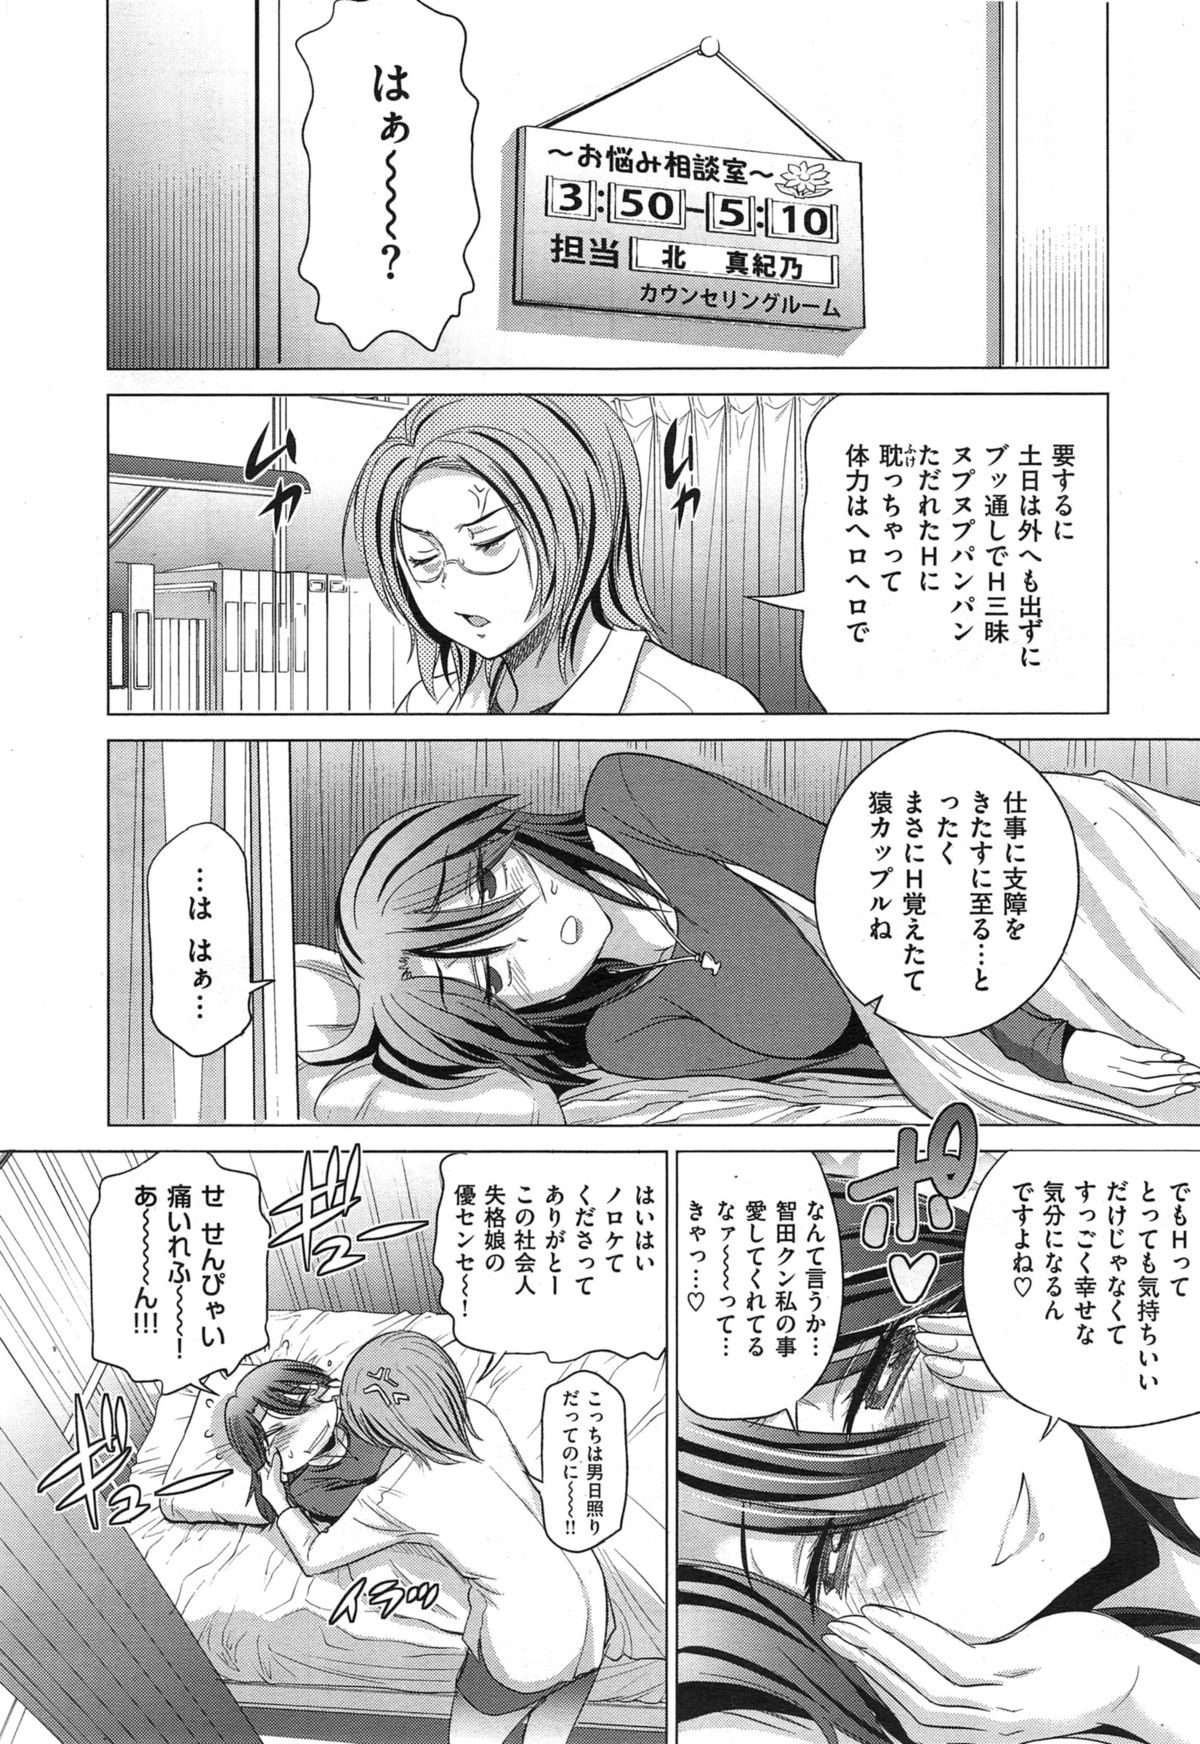 ～お悩み相談室～
3:50-5:10
担当 北 真紀乃
カウンセリングルーム
はぁ〜〜〜？
要するに
土日は外へも出ずに
ブッ通しでH三昧
ヌプヌプパンパン
ただれたHに
耽っちゃって
ふけ
体力はヘロヘロで
ムャ
ムャ
仕事に支障を
きたすに至る…と
ったく
まさにH覚えたて
猿カップルね
…は はぁ…
でもHって
とっても気持ちいい
だけじゃなくて
すっごく幸せな
気分になるん
ですよね♡
ポ♡
なんて言うか…
智田クン私の事
愛してくれてる
なァ〜〜って…
きゃっ…♡
はいはい
ノロケて
くださって
ありがとー
この社会人
失格娘の
優センセ〜！
こっちは男日照り
だってのに〜〜!!
せ せんぴゃい
痛いれふ〜〜！
あ〜〜〜ん!!!
ギュー
ギュー
イラッッ